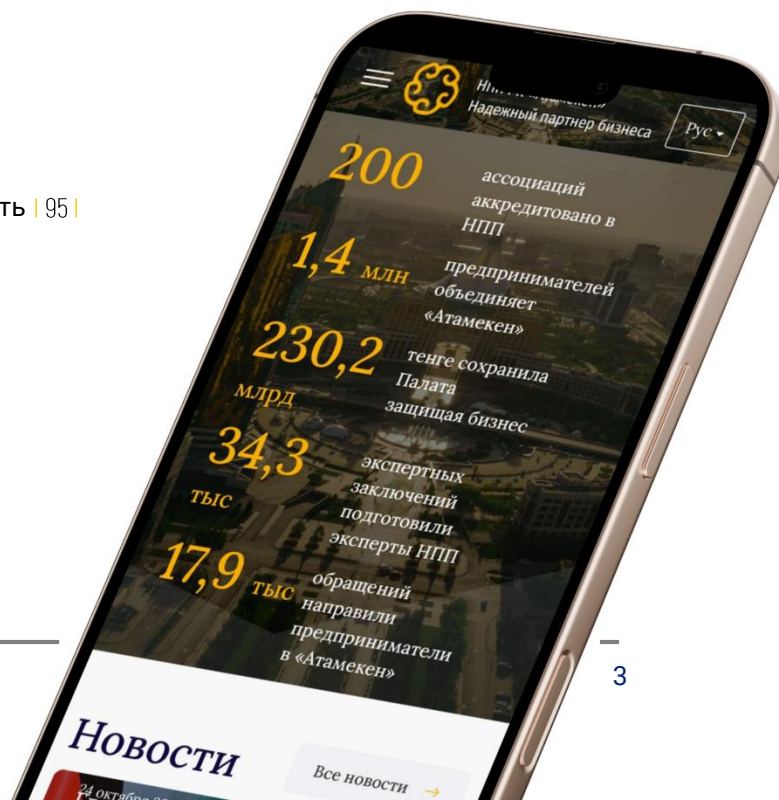 Надежный партнер бизнеса
Рус
200
ассоциаций
аккредитовано в
НПП
ть | 95 |
1,4 млн
предпринимателей
объединяет
«Атамекен»
230,2
млрд
тенге сохранила
Палата
защищая бизнес
34,3
тыс
экспертных
заключений
подготовили
эксперты НПП
17,9 тыс
обращений
направили
предприниматели
в «Атамекен»
3
Новости
Все новости →
24 октября